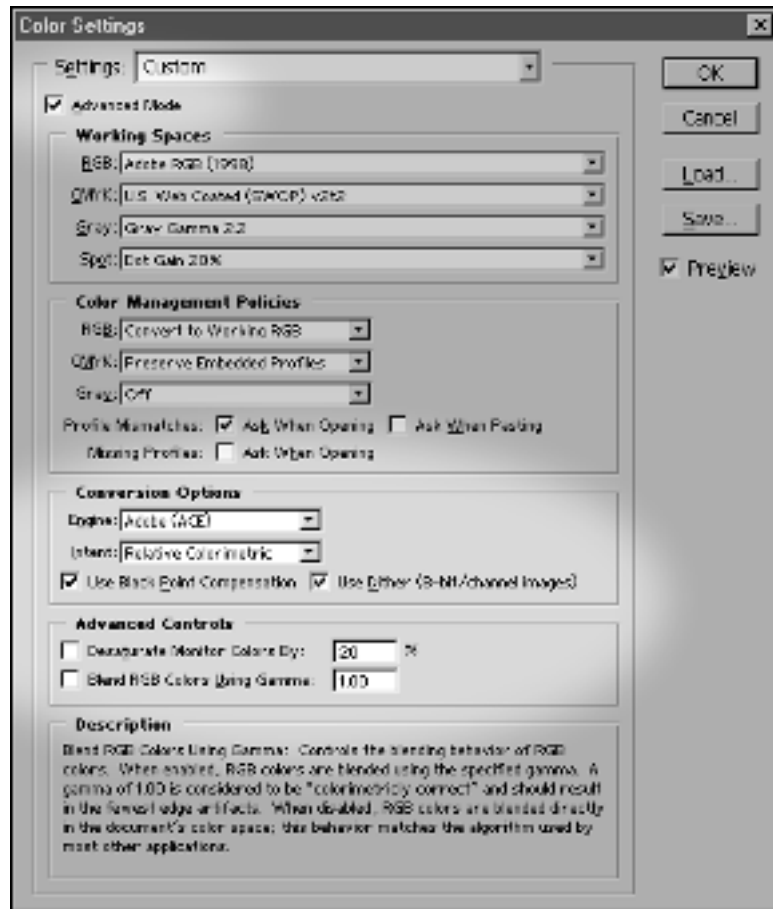 Color Settings
Settings: Custom
OK
Advanced Mode
Cancel
Working Spaces
RGB: Adobe RGB (1998)
Load...
CMYK: U.S. Web Coated (SWOP) v2
Gray: Gray Gamma 2.2
Save...
Spot: Dot Gain 20%
Preview
Color Management Policies
RGB: Convert to Working RGB
CMYK: Preserve Embedded Profiles
Gray: Off
Profile Mismatches: Ask When Opening Ask When Pasting
Missing Profiles: Ask When Opening
Conversion Options
Engine: Adobe (ACE)
Intent: Relative Colorimetric
Use Black Point Compensation Use Dither (8-bit/channel images)
Advanced Controls
Desaturate Monitor Colors By: 20 %
Blend RGB Colors Using Gamma: 1.00
Description
Blend RGB Colors Using Gamma: Controls the blending behavior of RGB
colors. When enabled, RGB colors are blended using the specified gamma. A
gamma of 1.00 is considered to be "colorimetricly correct" and should result
in the fewest edge artifacts. When disabled, RGB colors are blended directly
in the document's color space; this behavior matches the algorithm used by
most other applications.